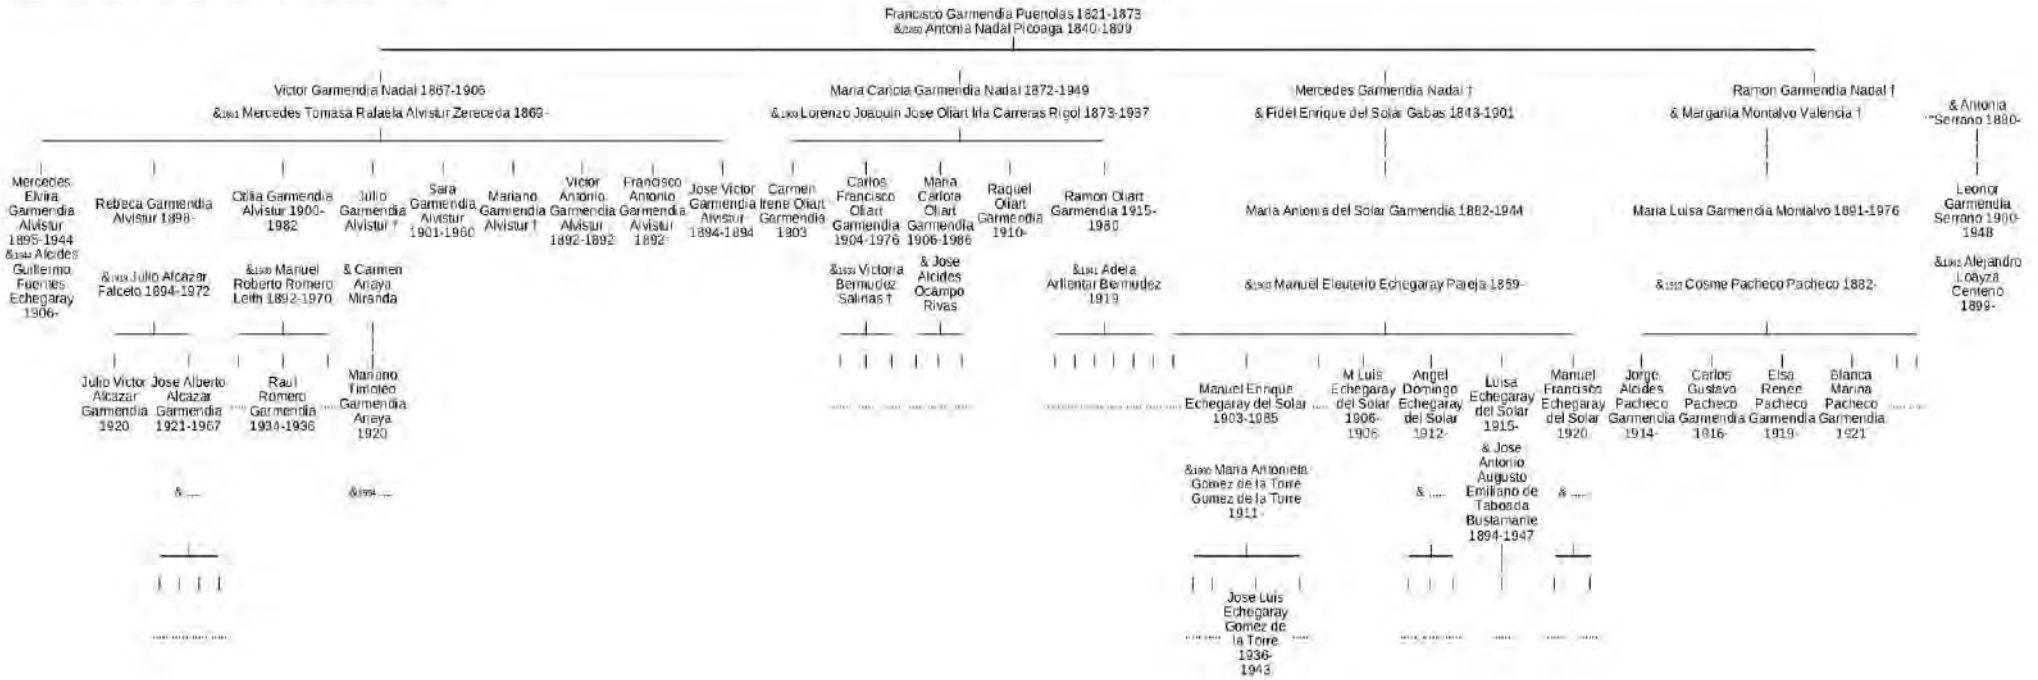 Francisco Garmendia Puenolas 1821-1873
Antonia Nadal Picoaga 1840-1899
Victor Garmendia Nadal 1867-1906
Mercedes Tomasa Rafaela Alvistur Zereceda 1869-
Maria Carlota Garmendia Nadal 1872-1949
Lorenzo Joaquin Jose Oliart Irla Carreras Rigol 1873-1937
Mercedes Garmendia Nadal †
& Fidel Enrique del Solar Gabas 1843-1901
Ramon Garmendia Nadal †
& Margarita Montalvo Valencia †
& Antonia
Serrano 1880-
Mercedes
Elvira
Garmendia
Alvistur
1895-1944
Alcides
Guillermo
Fuentes
Echegaray
1906-
Rebeca Garmendia
Alvistur 1898-
Julio Alcazar
Falcelo 1894-1972
Otilia Garmendia
Alvistur 1900-
1982
Manuel
Roberto Romero
Leith 1892-1970
Julio
Garmendia
Alvistur †
& Carmen
Anaya
Miranda
Sara
Garmendia
Alvistur
1901-1960
Mariano
Garmendia
Alvistur †
Victor
Antonio
Garmendia
Alvistur
1892-1892
Francisco
Antonio
Garmendia
Alvistur
1892-
Jose Victor
Garmendia
Alvistur
1894-1894
Carmen
Irene Oliart
Garmendia
1903
Carlos
Francisco
Oliart
Garmendia
1904-1976
Victoria
Bermudez
Salinas †
Maria
Carlota
Oliart
Garmendia
1906-1986
& Jose
Alcides
Ocampo
Rivas
Raquel
Oliart
Garmendia
1910-
Ramon Oliart
Garmendia 1915-
1980
Adela
Arllentar Bermudez
1919
Maria Antonia del Solar Garmendia 1882-1944
Manuel Eleuterio Echegaray Pareja 1869-
Maria Luisa Garmendia Montalvo 1891-1976
Cosme Pacheco Pacheco 1882-
Leonor
Garmendia
Serrano 1900-
1948
Alejandro
Loayza
Centeno
1899-
Julio Victor
Alcazar
Garmendia
1920
Jose Alberto
Alcazar
Garmendia
1921-1967
& .....
Raul
Romero
Garmendia
1934-1936
Mariano
Timoteo
Garmendia
Anaya
1920
Manuel Enrique
Echegaray del Solar
1903-1985
Maria Antonieta
Gomez de la Torre
Gomez de la Torre
1911-
M Luis
Echegaray
del Solar
1906-
1906
Angel
Domingo
Echegaray
del Solar
1912-
& .....
Luisa
Echegaray
del Solar
1915-
& Jose
Antonio
Augusto
Emiliano de
Taboada
Bustamante
1894-1947
Manuel
Francisco
Echegaray
del Solar
1920
& .....
Jorge
Alcides
Pacheco
Garmendia
1914-
Carlos
Gustavo
Pacheco
Garmendia
1916-
Elsa
Renee
Pacheco
Garmendia
1919-
Blanca
Marina
Pacheco
Garmendia
1921
Jose Luis
Echegaray
Gomez de
la Torre
1936-
1943